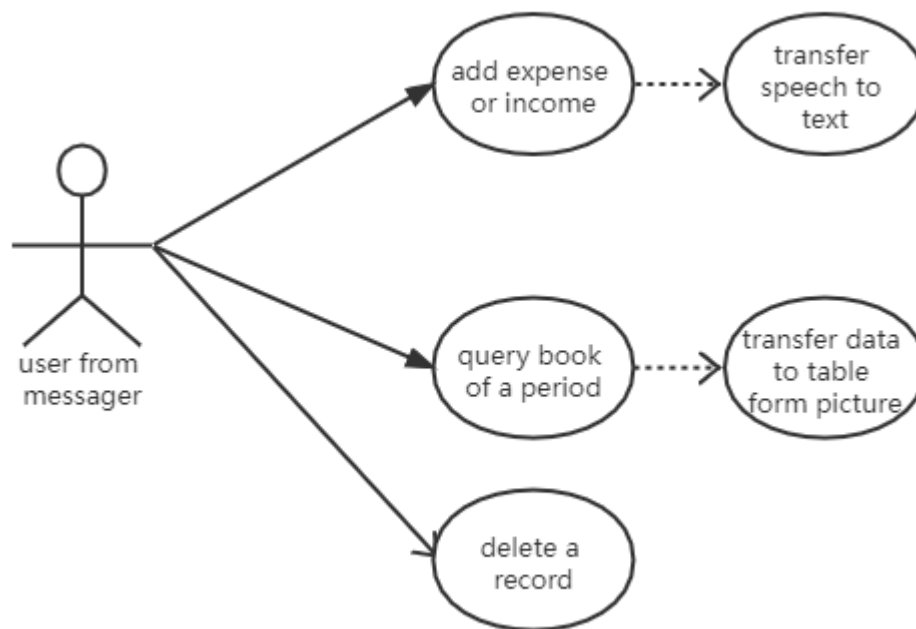 add expense
or income
transfer
speech to
text
user from
messager
query book
of a period
transfer data
to table
form picture
delete a
record